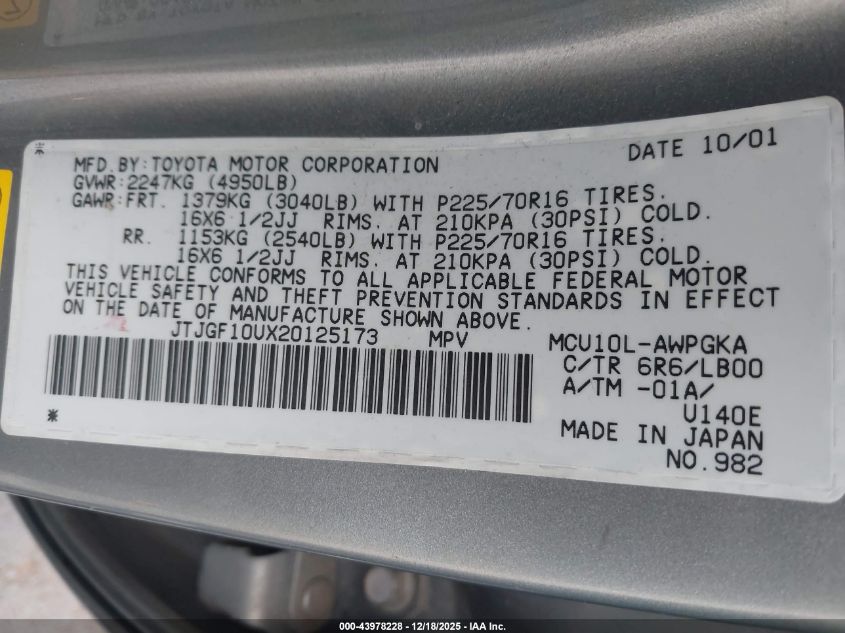 MFD.BY:TOYOTA MOTOR CORPORATION DATE 10/01
GVWR:2247KG (4950LB)
GAWR:FRT. 1379KG (3040LB) WITH P225/70R16 TIRES.
16X6 1/2JJ RIMS. AT 210KPA (30PSI) COLD.
RR. 1153KG (2540LB) WITH P225/70R16 TIRES.
16X6 1/2JJ RIMS. AT 210KPA (30PSI) COLD.
THIS VEHICLE CONFORMS TO ALL APPLICABLE FEDERAL MOTOR
VEHICLE SAFETY AND THEFT PREVENTION STANDARDS IN EFFECT
ON THE DATE OF MANUFACTURE SHOWN ABOVE.
JTJGF10UX20125173 MPV MCU10L-AWPGKA
C/TR 6R6/LB00
A/TM -01A/
U140E
MADE IN JAPAN
NO.982
000-43978228 - 12/18/2025 - IAA Inc.